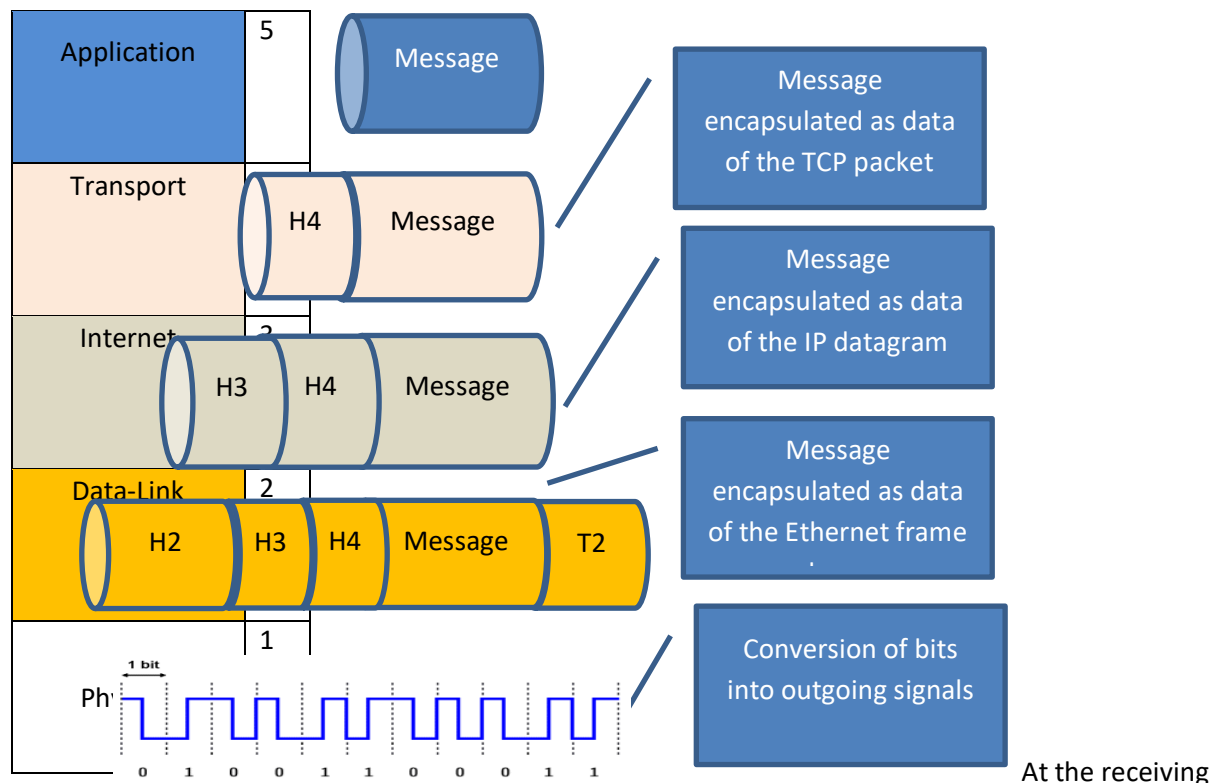 Application
5
Message
Message
encapsulated as data
of the TCP packet
Transport
H4
Message
Internet
H3
H4
Message
Message
encapsulated as data
of the IP datagram
Data-Link
2
H2
H3
H4
Message
T2
Message
encapsulated as data
of the Ethernet frame
1
1 bit
0 1 0 0 1 1 0 0 0 1 1
Conversion of bits
into outgoing signals
At the receiving